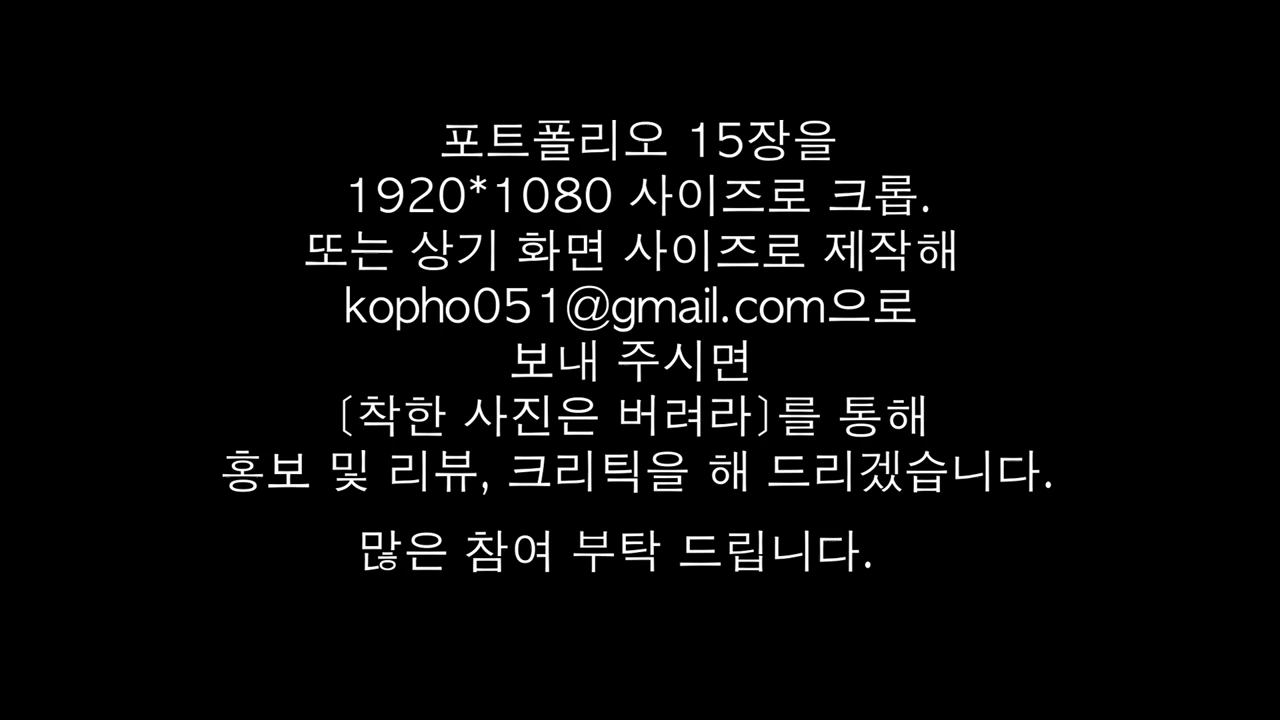 포트폴리오 15장을
1920*1080 사이즈로 크롭.
또는 상기 화면 사이즈로 제작해
kopho051@gmail.com으로
보내 주시면
〔착한 사진은 버려라〕를 통해
홍보 및 리뷰, 크리틱을 해 드리겠습니다.
많은 참여 부탁 드립니다.